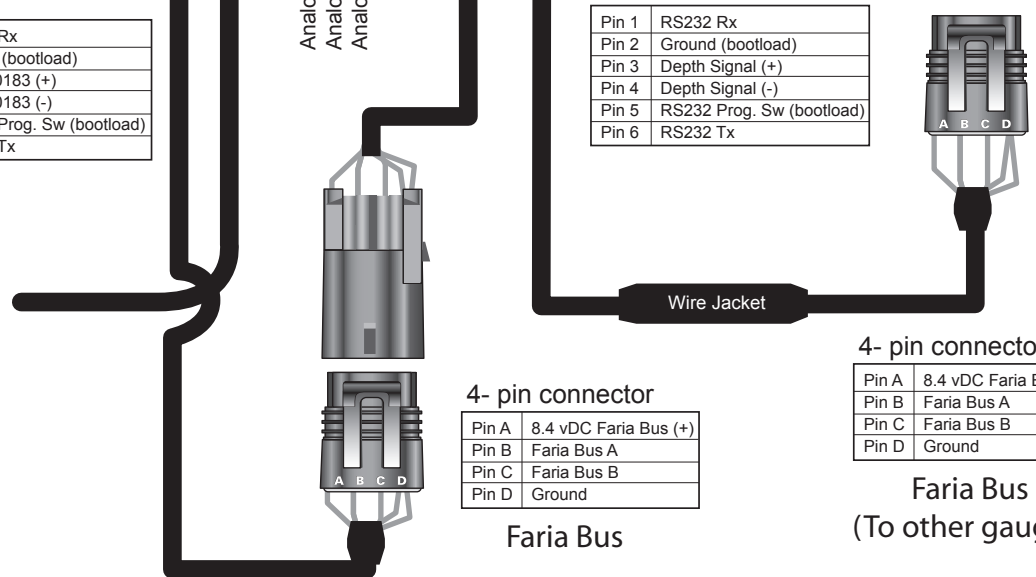 Rx
(bootload)
0183 (+)
0183 (-)
Prog. Sw (bootload)
Tx
Analo
Analo
Analo
Pin 1 RS232 Rx
Pin 2 Ground (bootload)
Pin 3 Depth Signal (+)
Pin 4 Depth Signal (-)
Pin 5 RS232 Prog. Sw (bootload)
Pin 6 RS232 Tx
A B C D
Wire Jacket
4- pin connecto
Pin A 8.4 vDC Faria B
Pin B Faria Bus A
Pin C Faria Bus B
Pin D Ground
Faria Bus
(To other gaug
4- pin connector
Pin A 8.4 vDC Faria Bus (+)
Pin B Faria Bus A
Pin C Faria Bus B
Pin D Ground
Faria Bus
A B C D